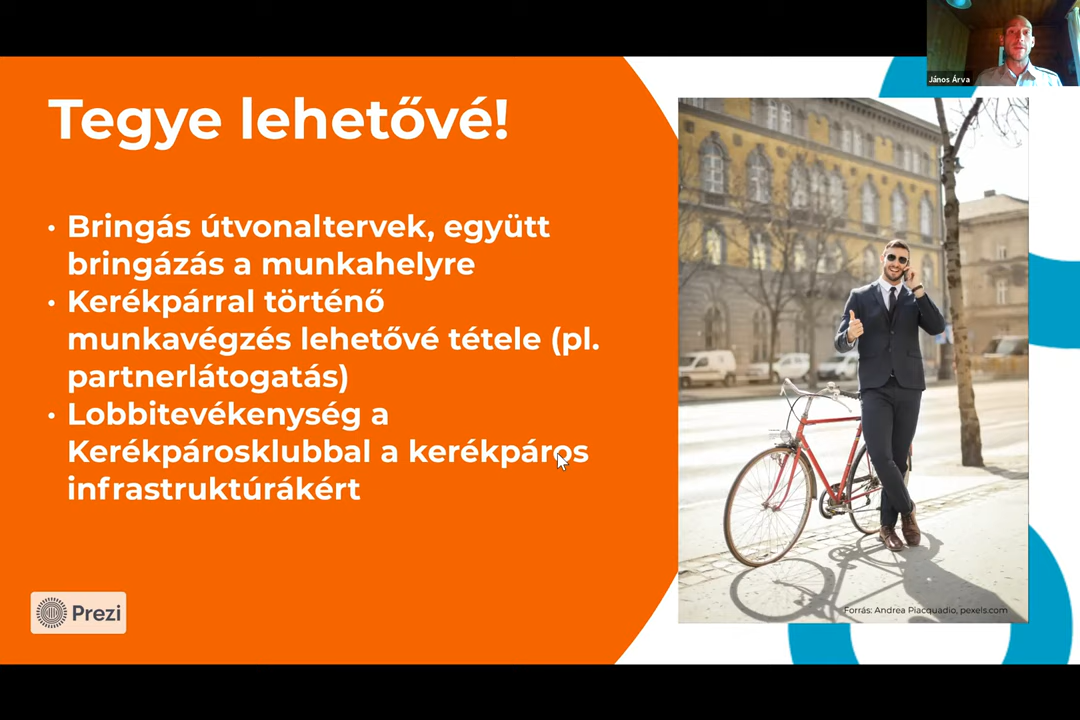 János Árva
Tegye lehetővé!
• Bringás útvonaltervek, együtt
bringázás a munkahelyre
• Kerékpárral történő
munkavégzés lehetővé tétele (pl.
partnerlátogatás)
• Lobbitevékenység a
Kerékpárosklubbal a kerékpáros
infrastruktúrákért
Prezi
Forrás: Andrea Piacquadio, pexels.com